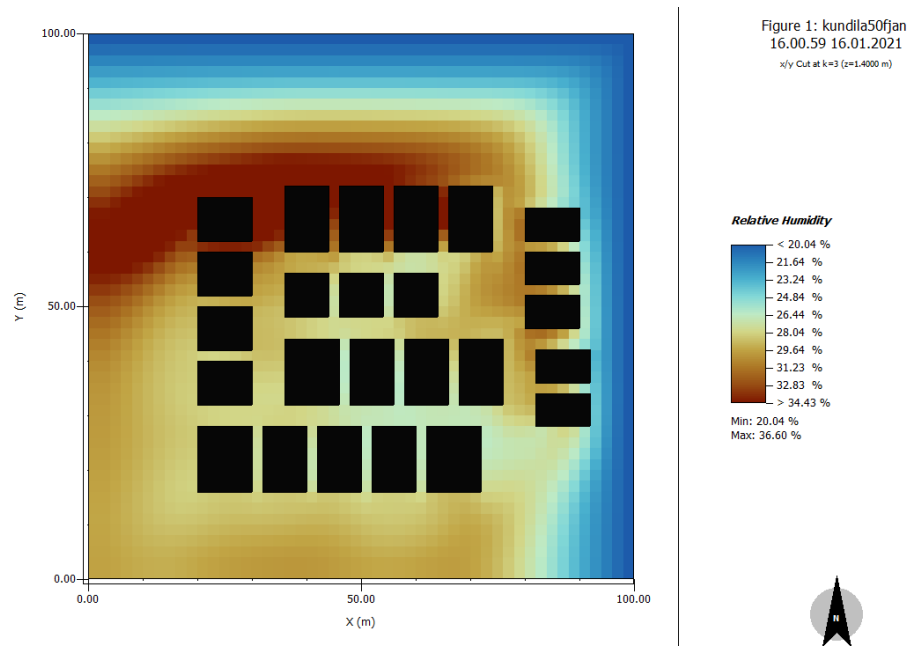 Figure 1: kundila50fjan
16.00.59 16.01.2021
x/y Cut at k=3 (z=1.4000 m)
100.00
50.00
0.00
Y (m)
0.00 50.00 100.00
X (m)
Relative Humidity
< 20.04 %
21.64 %
23.24 %
24.84 %
26.44 %
28.04 %
29.64 %
31.23 %
32.83 %
> 34.43 %
Min: 20.04 %
Max: 36.60 %
N